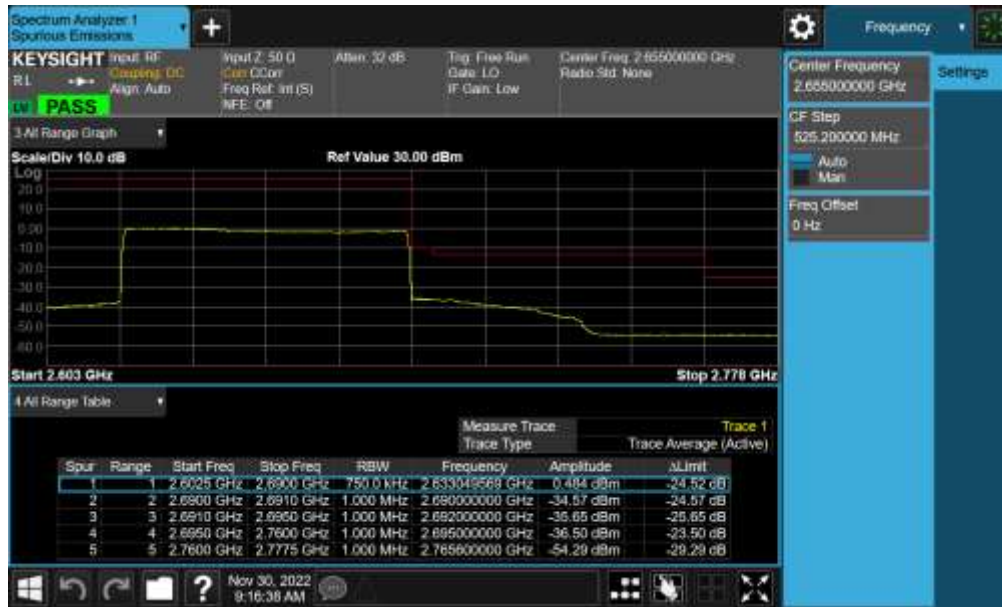 Spectrum Analyzer 1
Spurious Emissions
+
Frequency
KEYSIGHT Input: RF Input Z: 50 Ω Atten: 32 dB Trig: Free Run Center Freq: 2.655000000 GHz
RL Coupling: DC Corr CCorr Gate: LO Radio Std: None
Align: Auto Freq Ref: Int (S) IF Gain: Low
LV PASS NFE: Off
Center Frequency
2.655000000 GHz
Settings
CF Step
525.200000 MHz
Auto
Man
Freq Offset
0 Hz
3 All Range Graph
Scale/Div 10.0 dB Ref Value 30.00 dBm
Log
20.0
10.0
0.00
-10.0
-20.0
-30.0
-40.0
-50.0
-60.0
Start 2.603 GHz Stop 2.778 GHz
4 All Range Table
Measure Trace Trace 1
Trace Type Trace Average (Active)
Spur Range Start Freq Stop Freq RBW Frequency Amplitude ΔLimit
1 1 2.6025 GHz 2.6900 GHz 750.0 kHz 2.633049569 GHz 0.484 dBm -24.52 dB
2 2 2.6900 GHz 2.6910 GHz 1.000 MHz 2.690000000 GHz -34.57 dBm -24.57 dB
3 3 2.6910 GHz 2.6950 GHz 1.000 MHz 2.692000000 GHz -35.65 dBm -25.65 dB
4 4 2.6950 GHz 2.7600 GHz 1.000 MHz 2.695000000 GHz -36.50 dBm -23.50 dB
5 5 2.7600 GHz 2.7775 GHz 1.000 MHz 2.765600000 GHz -54.29 dBm -29.29 dB
? Nov 30, 2022
9:16:38 AM